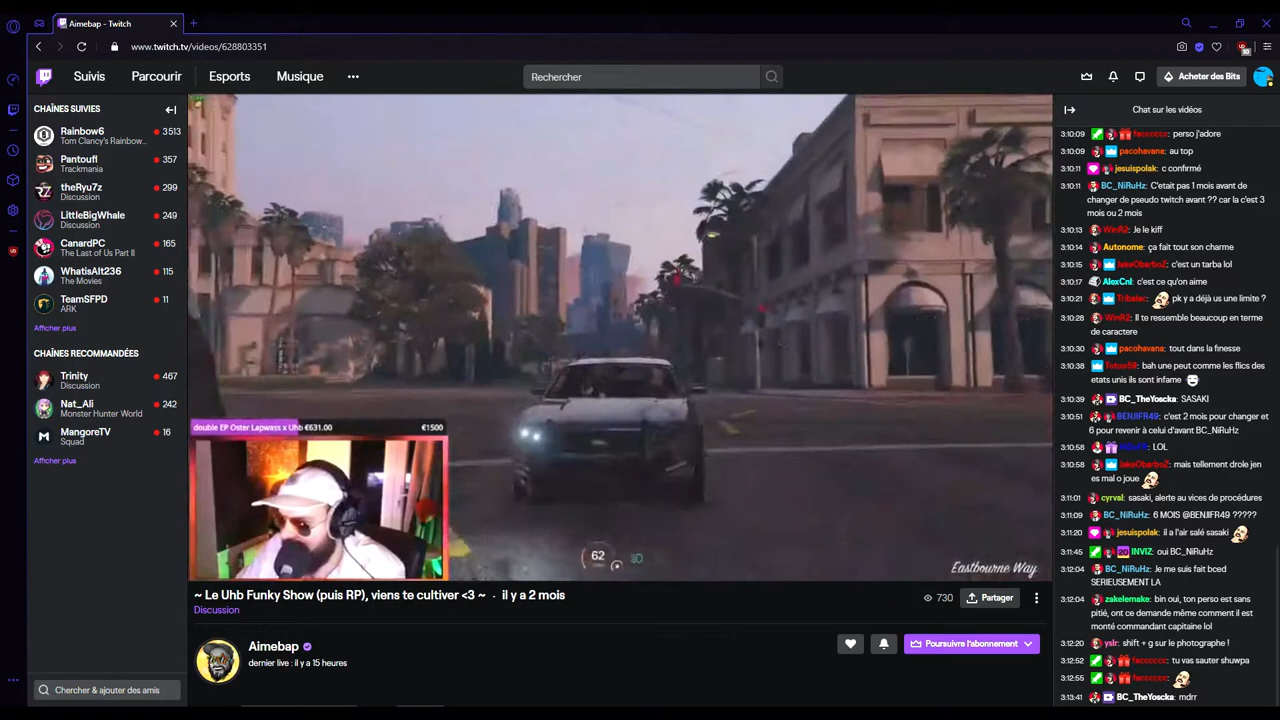 Aimebap - Twitch
www.twitch.tv/videos/628803351
Suivis
Parcourir
Esports
Musique
Rechercher
Acheter des Bits
CHAÎNES SUIVIES
Rainbow6
3513
Tom Clancy's Rainbow...
Pantoufl
357
Trackmania
theRyu7z
299
Discussion
LittleBigWhale
249
Discussion
CanardPC
165
The Last of Us Part II
WhatisAlt236
115
The Movies
TeamSFPD
11
ARK
Afficher plus
CHAÎNES RECOMMANDÉES
Trinity
467
Discussion
Nat_Ali
242
Monster Hunter World
MangoreTV
16
Squad
Afficher plus
Chercher & ajouter des amis
double EP Oster Lapwass x Uhb €631.00
€1500
62
Eastbourne Way
~ Le Uhb Funky Show (puis RP), viens te cultiver <3 ~ · il y a 2 mois
Discussion
730
Partager
Aimebap
dernier live : il y a 15 heures
Poursuivre l'abonnement
Chat sur les vidéos
3:10:09 perso j'adore
3:10:09 pacohavana: au top
3:10:11 jesuispolak: c confirmé
3:10:11 BC_NiRuHz: C'etait pas 1 mois avant de
changer de pseudo twitch avant ?? car la c'est 3
mois ou 2 mois
3:10:13 WinR2: Je le kiff
3:10:14 Autonome: ça fait tout son charme
3:10:15 JakeOberboZ: c'est un tarba lol
3:10:17 AlexCnl: c'est ce qu'on aime
3:10:21 Tribalec: pk y a déjà us une limite ?
3:10:28 WinR2: Il te ressemble beaucoup en terme
de caractere
3:10:30 pacohavana: tout dans la finesse
3:10:38 Totoo59: bah une peut comme les flics des
etats unis ils sont infame
3:10:39 BC_TheYoscka: SASAKI
3:10:51 BENJIFR49: c'est 2 mois pour changer et
6 pour revenir à celui d'avant BC_NiRuHz
3:10:58 LOL
3:10:58 JakeOberboZ: mais tellement drole jen
es mal o joue
3:11:01 cyrval: sasaki, alerte au vices de procédures
3:11:09 BC_NiRuHz: 6 MOIS @BENJIFR49 ?????
3:11:20 jesuispolak: il a l'air salé sasaki
3:11:45 INVIZ: oui BC_NiRuHz
3:12:04 BC_NiRuHz: Je me suis fait bced
SERIEUSEMENT LA
3:12:04 zakelemake: bin oui, ton perso est sans
pitié, ont ce demande même comment il est
monté commandant capitaine lol
3:12:20 yslr: shift + g sur le photographe !
3:12:52 tu vas sauter shuwpa
3:12:55
3:13:41 BC_TheYoscka: mdrr